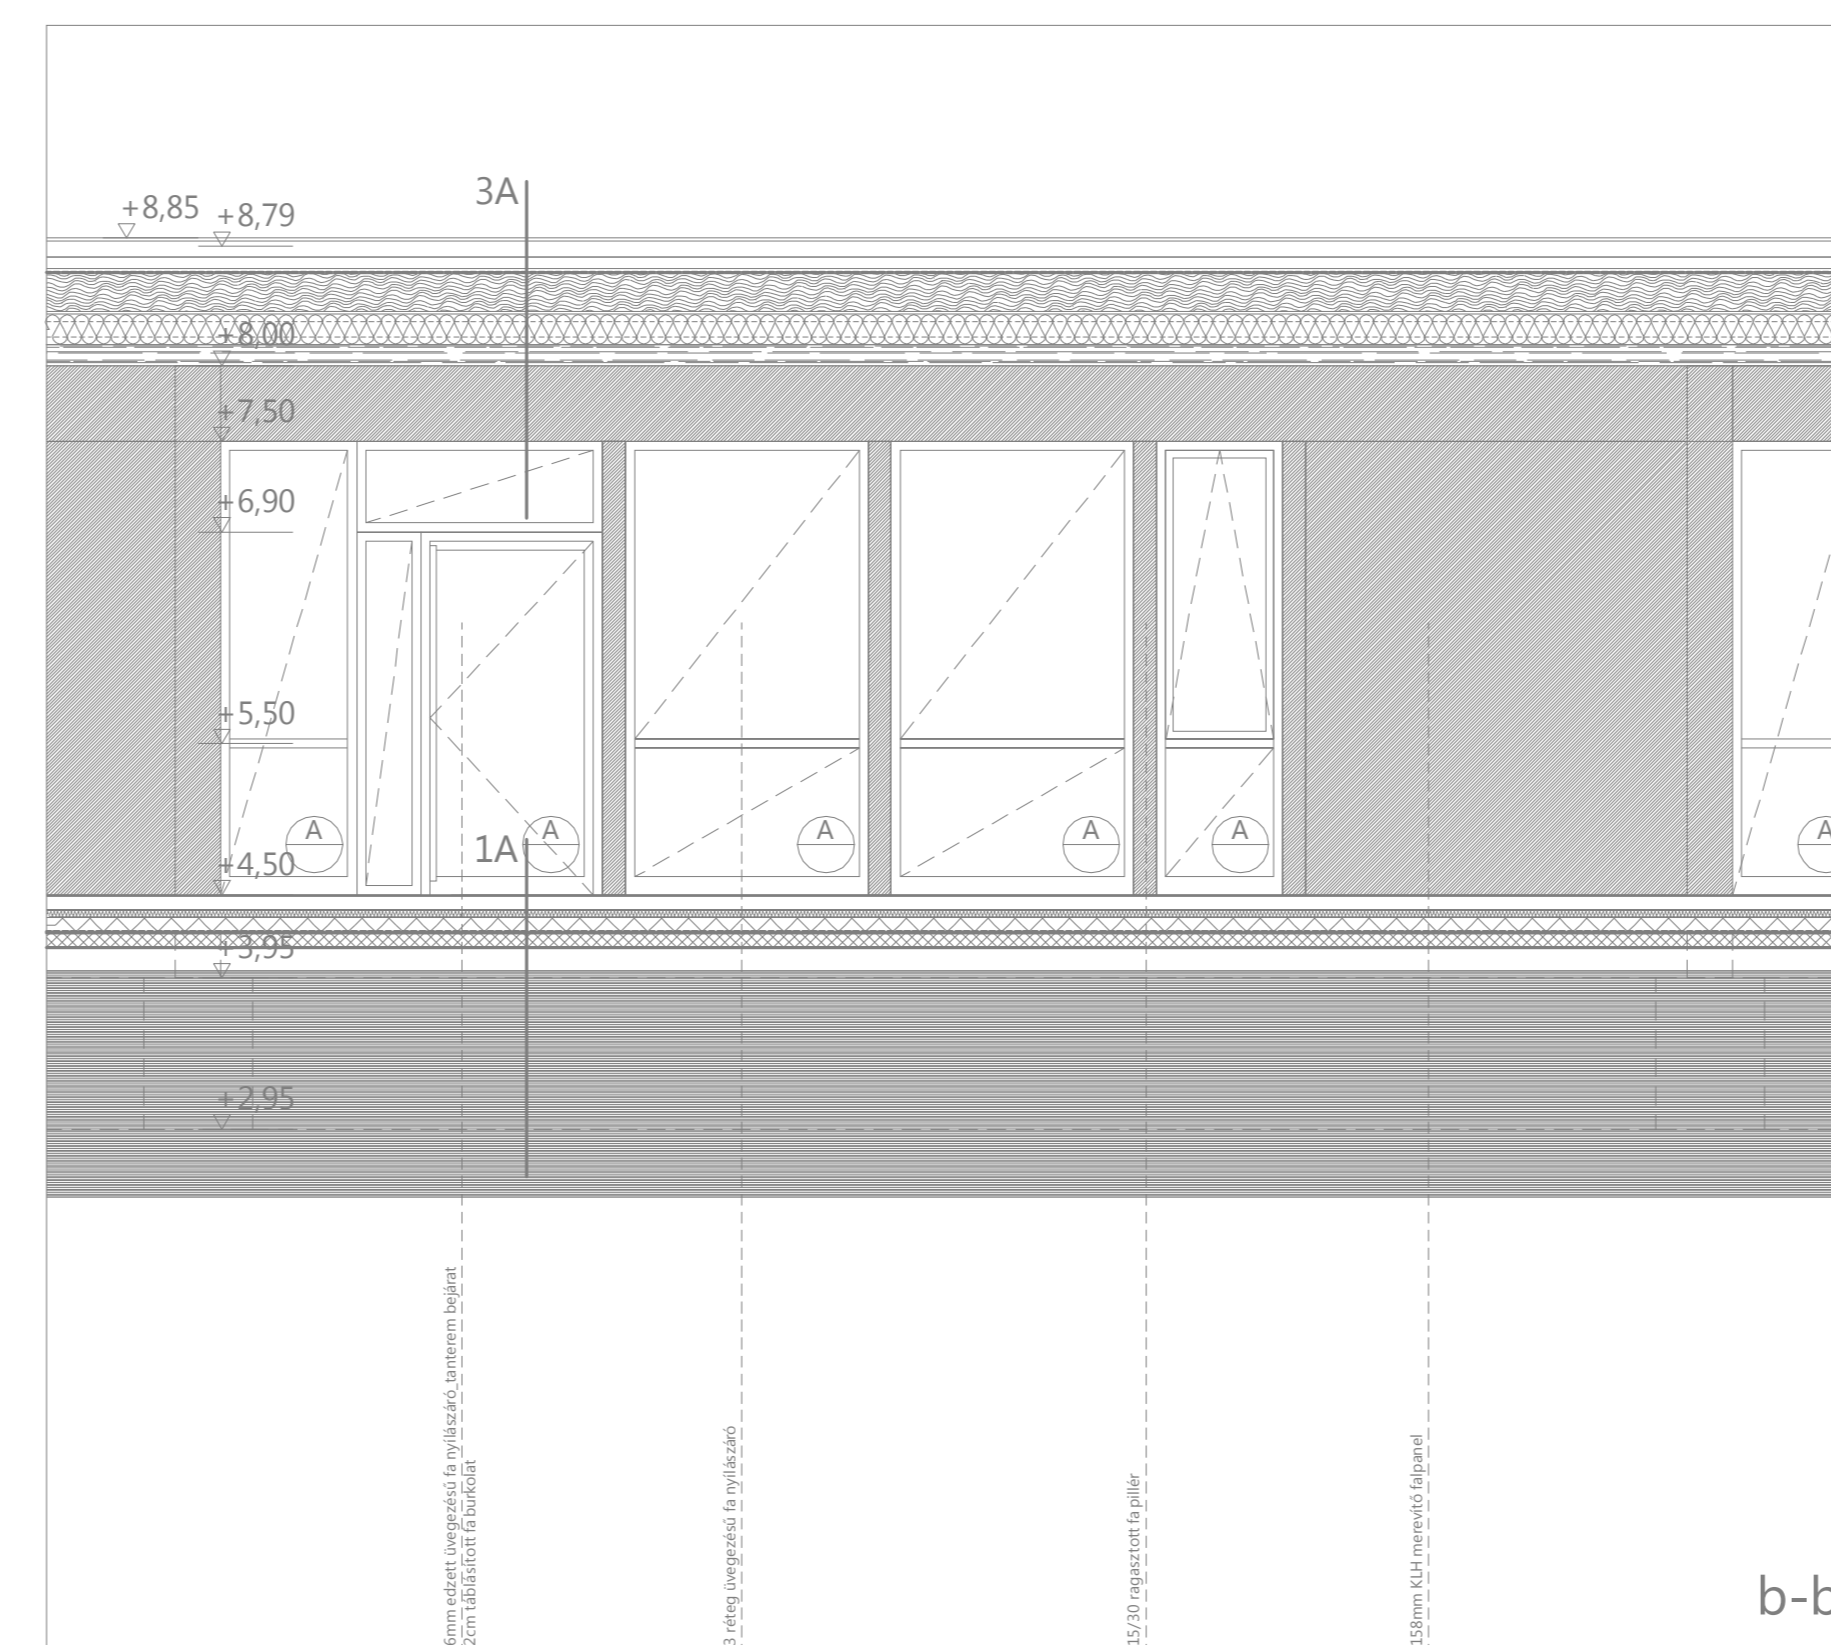 3A
+8,85
+8,79
+8,00
+7,50
+6,90
+5,50
A
A
A
A
A
A
1A
+4,50
+3,95
+2,95
6mm edzett üvegezésű fa nyílászáró_tanterem bejárat
2cm táblásított fa burkolat
3 réteg üvegezésű fa nyílászáró
15/30 ragasztott fa pillér
158mm KLH merevítő falpanel
b-b